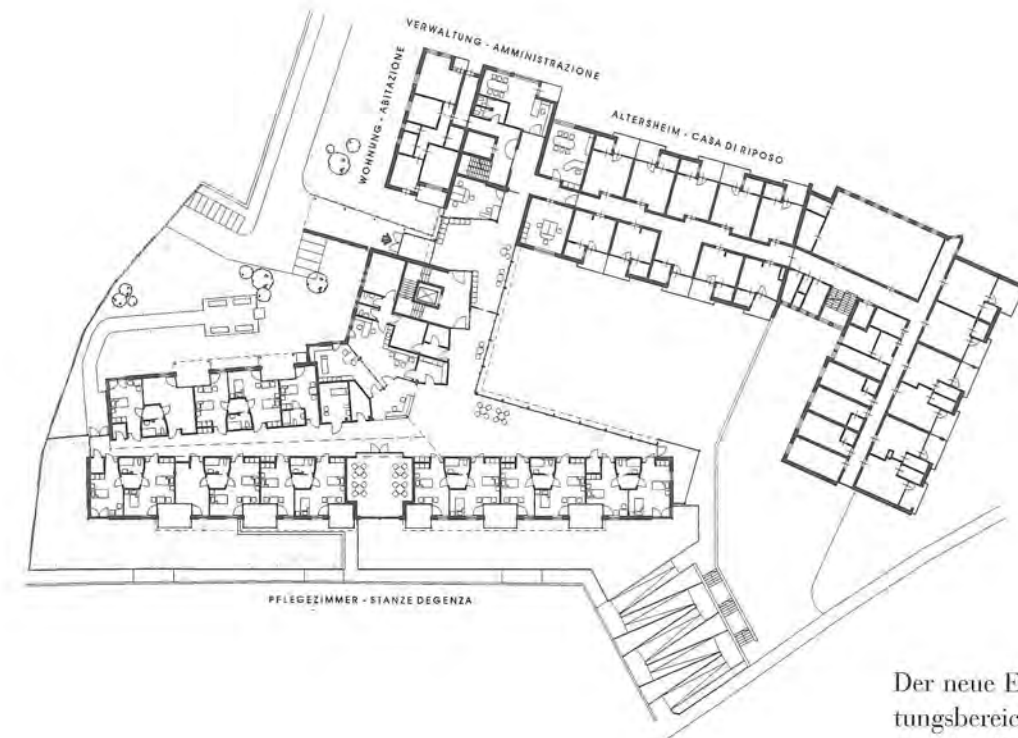 VERWALTUNG - AMMINISTRAZIONE
WOHNUNG - ABITAZIONE
ALTERSHEIM - CASA DI RIPOSO
PFLEGEZIMMER - STANZE DEGENZA
Der neue E
tungsbereic